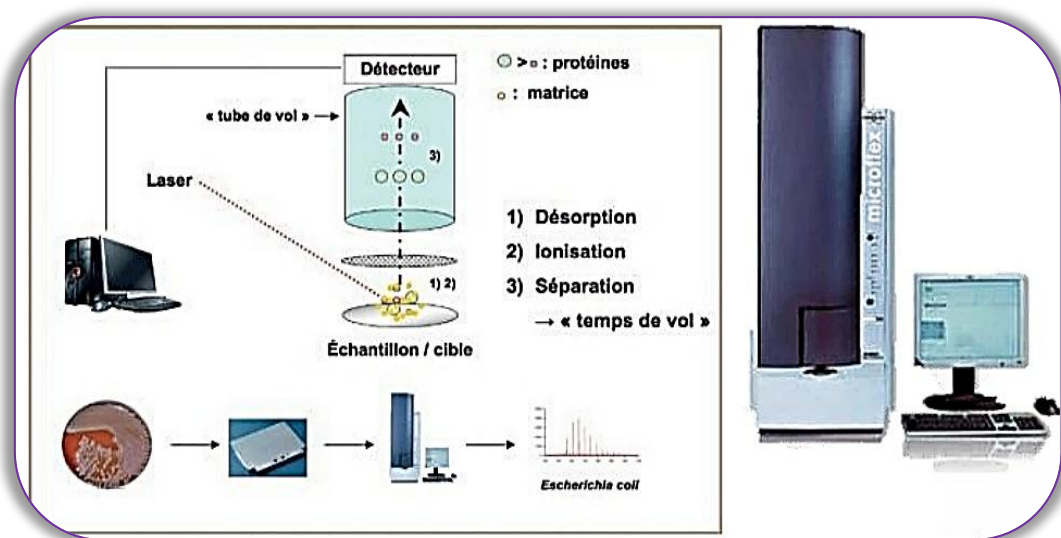 Détecteur
○ > ▫ : protéines
○ : matrice
« tube de vol »
3)
Laser
1) Désorption
2) Ionisation
3) Séparation
→ « temps de vol »
1) 2)
Échantillon / cible
Escherichia coli
microflex